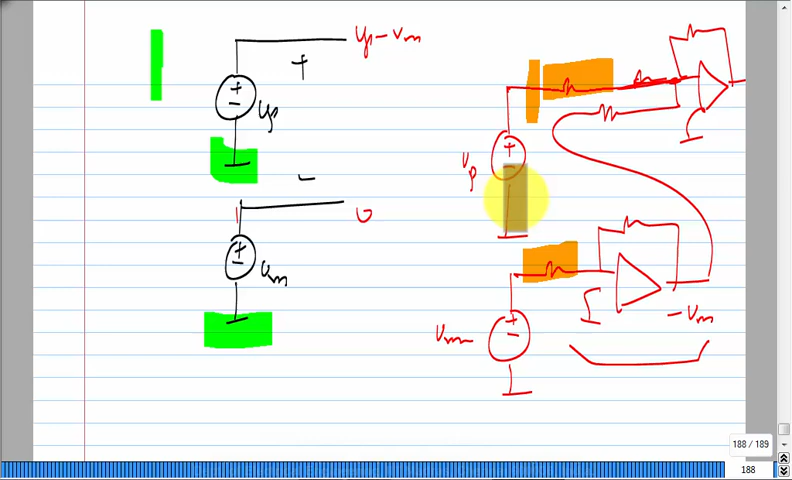 vp - vm
+
+
-
vp
-
0
+
-
vm
+
-
vp
+
-
vm
-vm
188 / 189
188